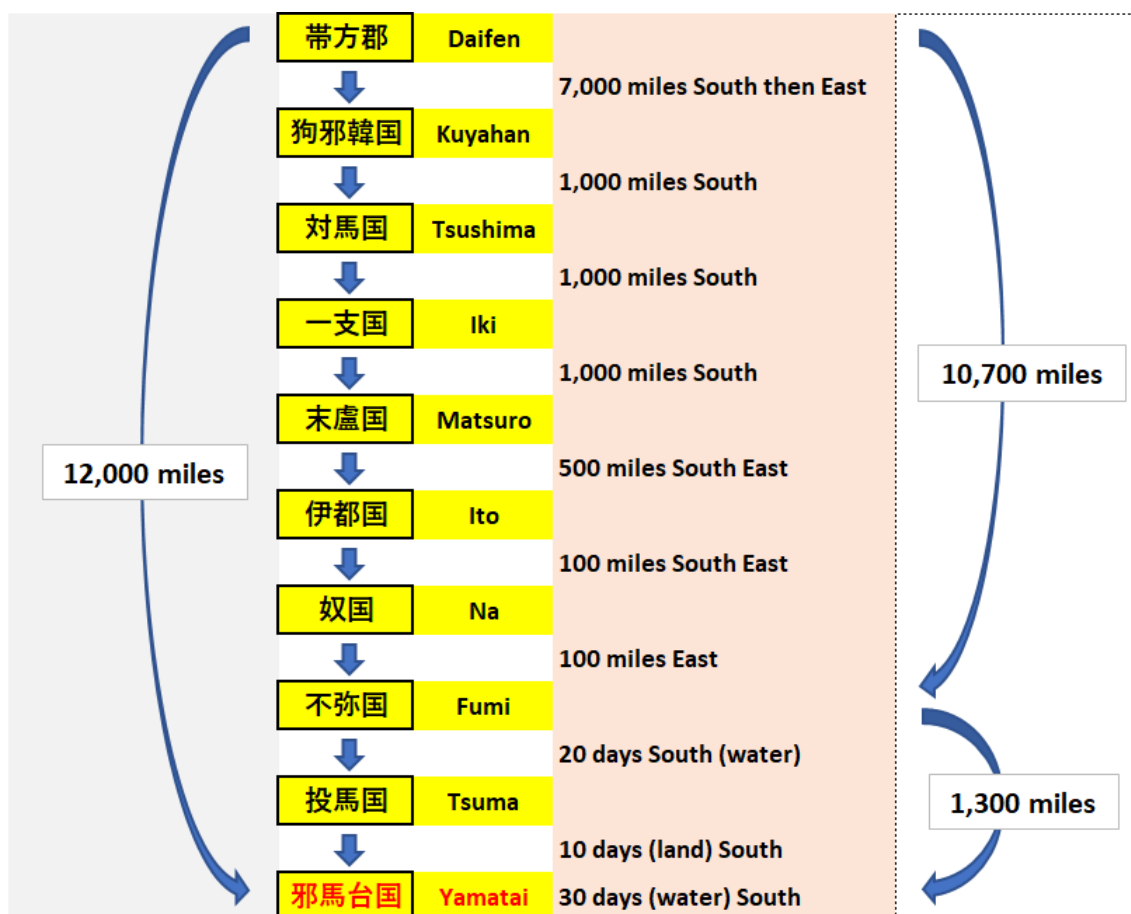 帯方郡 Daifen
7,000 miles South then East
狗邪韓国 Kuyahan
1,000 miles South
対馬国 Tsushima
1,000 miles South
一支国 Iki
1,000 miles South
10,700 miles
末盧国 Matsuro
12,000 miles
500 miles South East
伊都国 Ito
100 miles South East
奴国 Na
100 miles East
不弥国 Fumi
20 days South (water)
投馬国 Tsuma
1,300 miles
10 days (land) South
邪馬台国 Yamatai 30 days (water) South